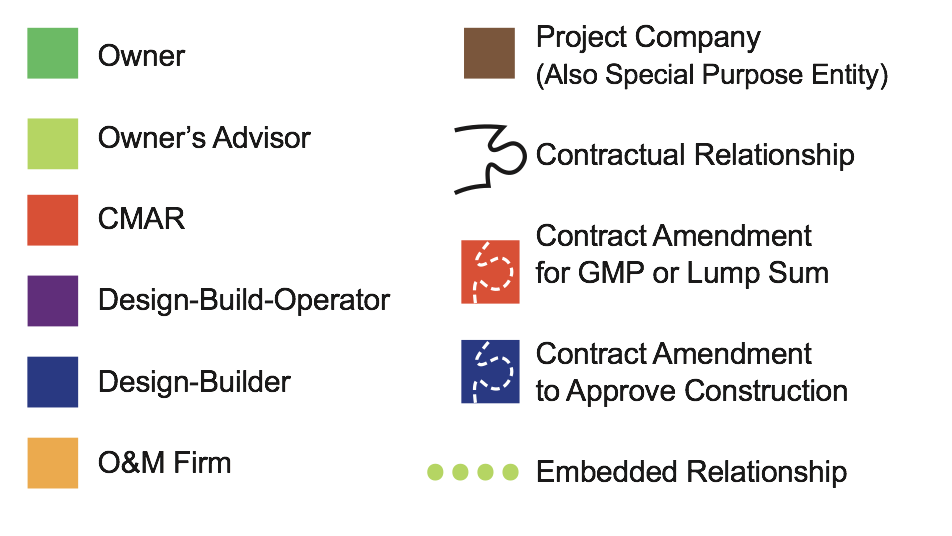 Owner
Owner’s Advisor
CMAR
Design-Build-Operator
Design-Builder
O&M Firm
Project Company
(Also Special Purpose Entity)
Contractual Relationship
Contract Amendment
for GMP or Lump Sum
Contract Amendment
to Approve Construction
Embedded Relationship